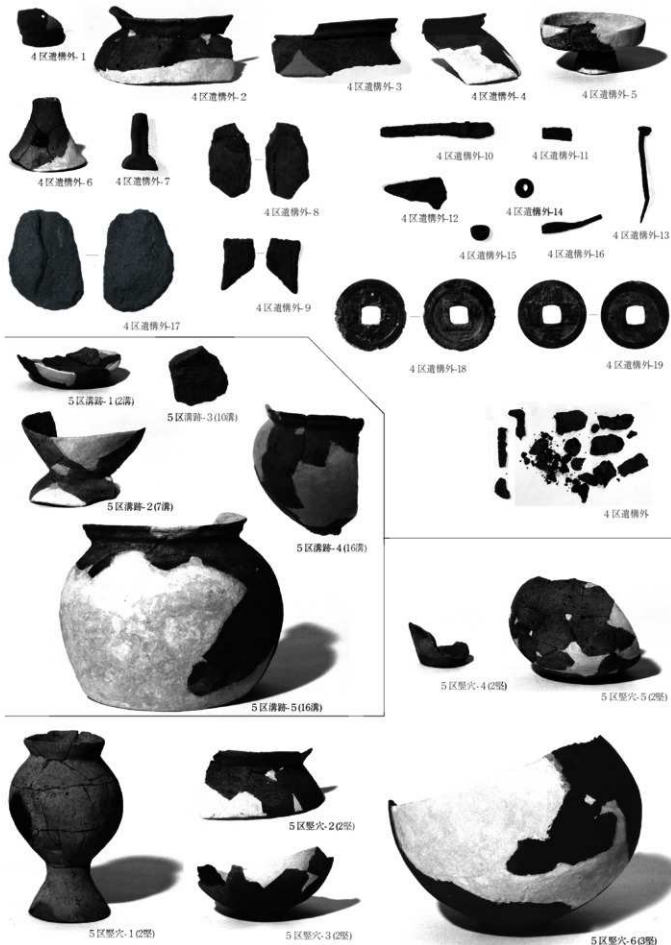 4区遺構外-1
4区遺構外-2
4区遺構外-3
4区遺構外-4
4区遺構外-5
4区遺構外-6
4区遺構外-7
4区遺構外-8
4区遺構外-10
4区遺構外-11
4区遺構外-12
4区遺構外-14
4区遺構外-13
4区遺構外-15
4区遺構外-16
4区遺構外-17
4区遺構外-9
4区遺構外-18
4区遺構外-19
5区溝跡-1(2溝)
5区溝跡-3(10溝)
5区溝跡-2(7溝)
5区溝跡-4(16溝)
4区遺構外
5区溝跡-5(16溝)
5区竪穴-4(2竪)
5区竪穴-5(2竪)
5区竪穴-2(2竪)
5区竪穴-1(2竪)
5区竪穴-3(2竪)
5区竪穴-6(3竪)